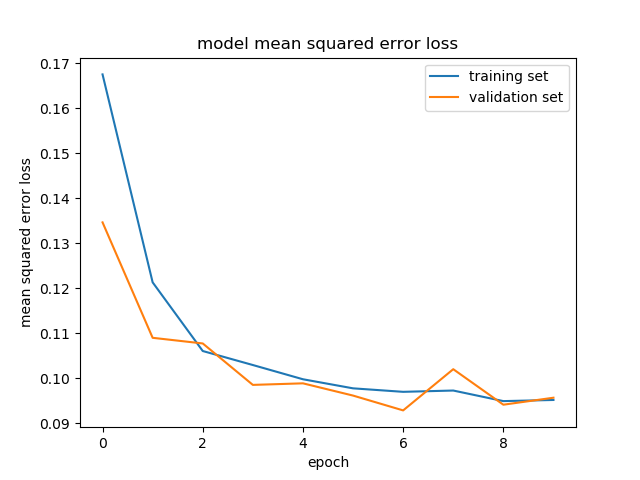 model mean squared error loss
training set
validation set
0.17
0.16
0.15
0.14
0.13
0.12
0.11
0.10
0.09
mean squared error loss
0 2 4 6 8
epoch